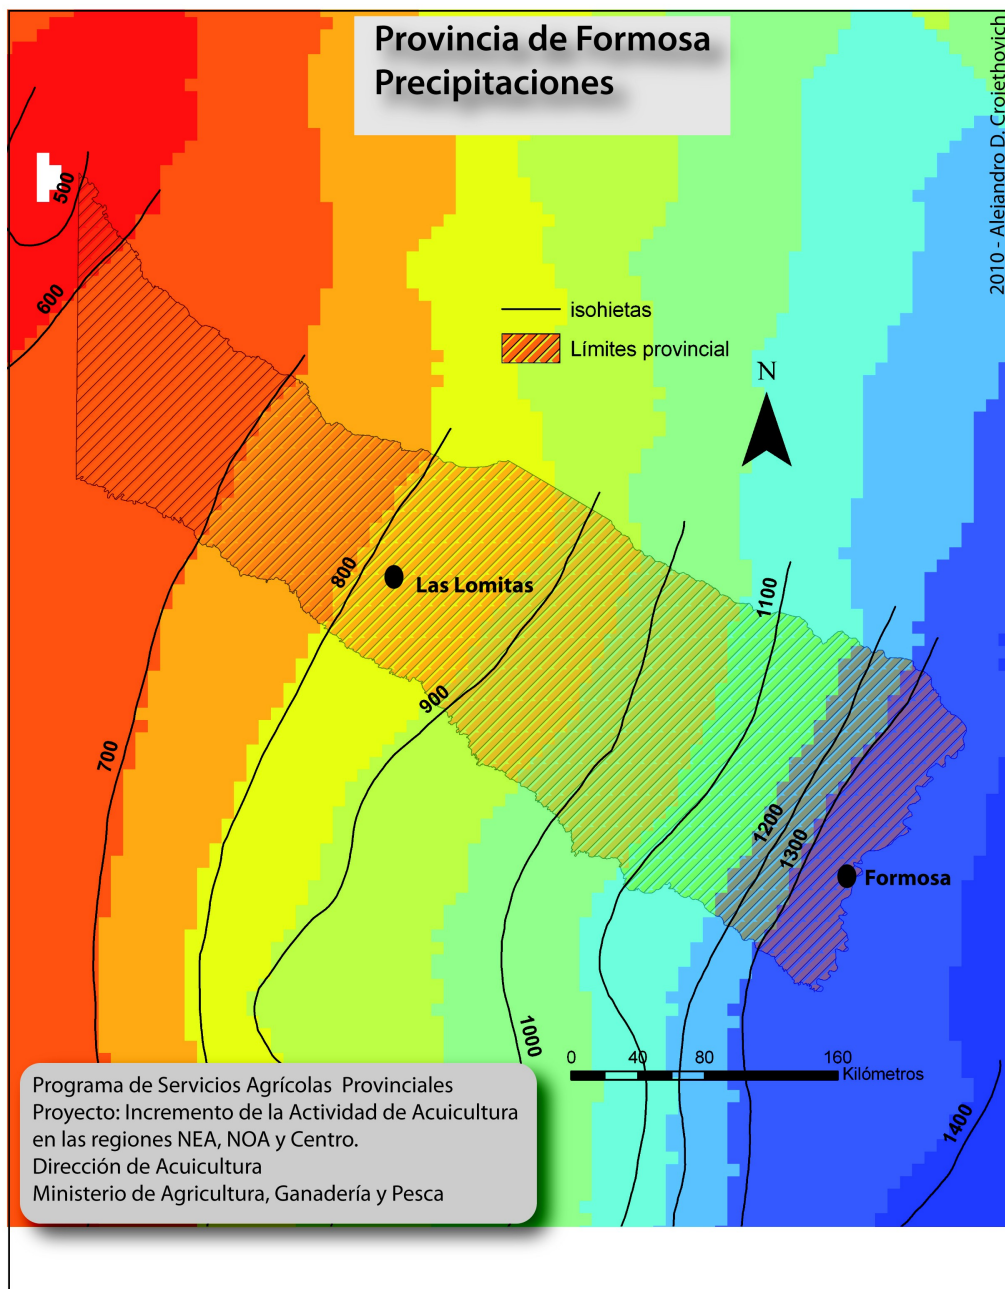 Provincia de Formosa
Precipitaciones
2010 - Alejandro D. Croiethovich
500
600
isohietas
Límites provincial
N
800
Las Lomitas
1100
900
700
1200
1300
Formosa
1000
0 40 80 160
Kilómetros
1400
Programa de Servicios Agrícolas Provinciales
Proyecto: Incremento de la Actividad de Acuicultura
en las regiones NEA, NOA y Centro.
Dirección de Acuicultura
Ministerio de Agricultura, Ganadería y Pesca